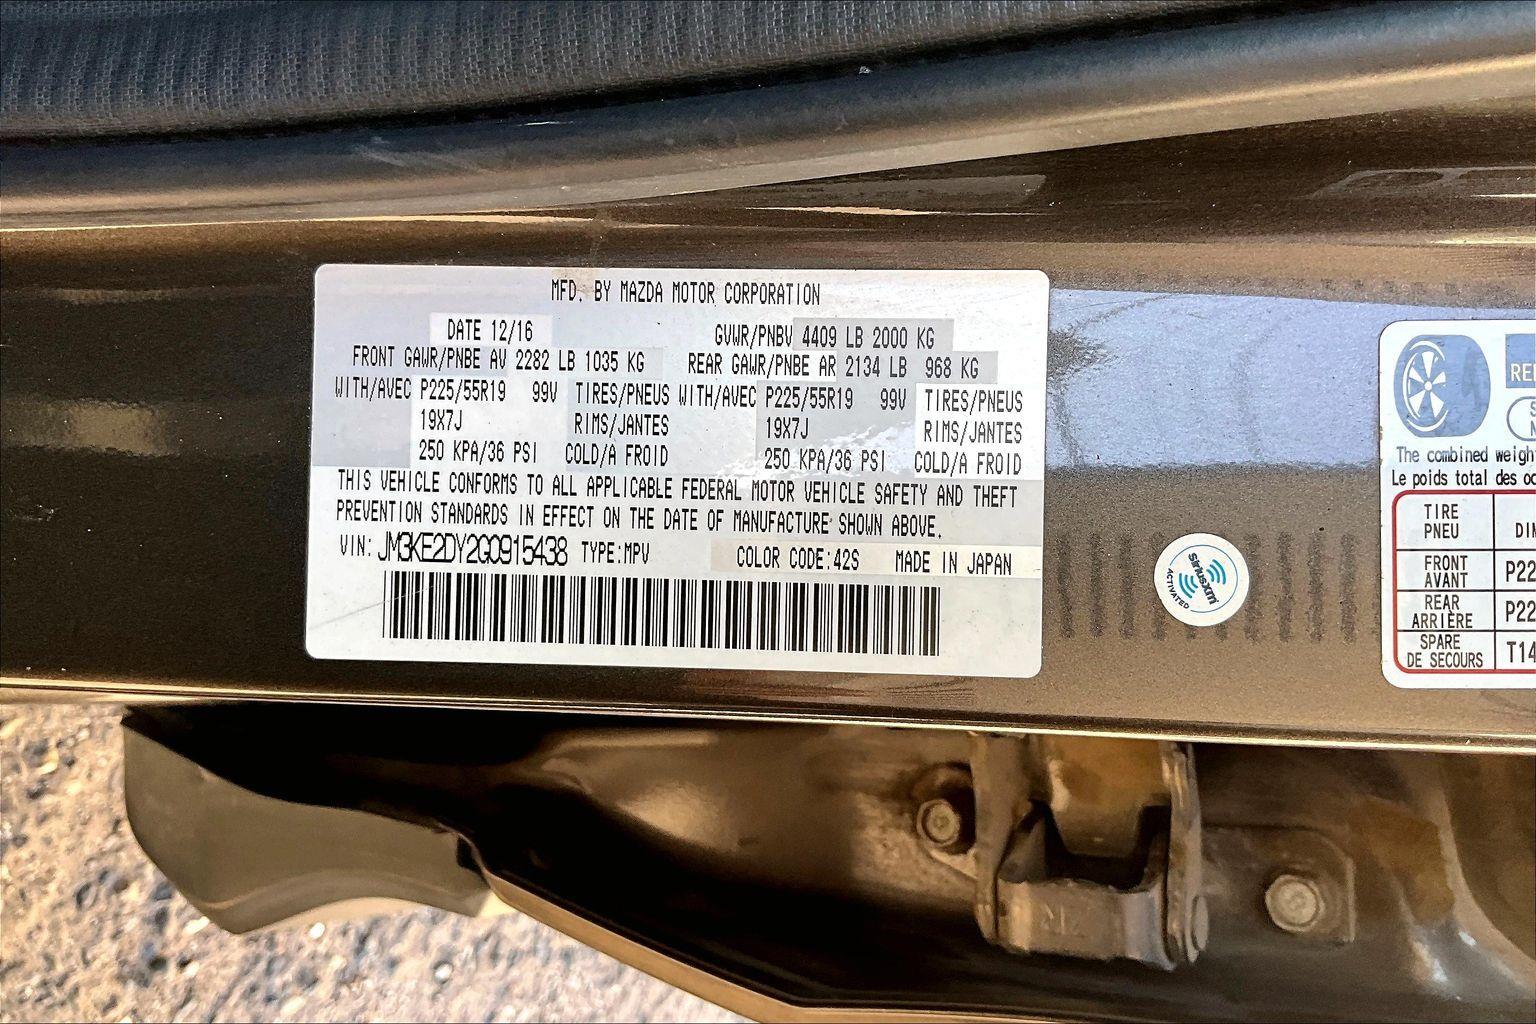 MFD. BY MAZDA MOTOR CORPORATION
DATE 12/16 GVWR/PNBV 4409 LB 2000 KG
FRONT GAWR/PNBE AV 2282 LB 1035 KG REAR GAWR/PNBE AR 2134 LB 968 KG
WITH/AVEC P225/55R19 99V TIRES/PNEUS WITH/AVEC P225/55R19 99V TIRES/PNEUS
19X7J RIMS/JANTES 19X7J RIMS/JANTES
250 KPA/36 PSI COLD/A FROID 250 KPA/36 PSI COLD/A FROID
THIS VEHICLE CONFORMS TO ALL APPLICABLE FEDERAL MOTOR VEHICLE SAFETY AND THEFT
PREVENTION STANDARDS IN EFFECT ON THE DATE OF MANUFACTURE SHOWN ABOVE.
VIN: JM3KE2DY2G0915438 TYPE:MPV COLOR CODE:42S MADE IN JAPAN
siriusxm
ACTIVATED
The combined
Le poids total des
TIRE
PNEU
FRONT
AVANT
REAR
ARRIÈRE
SPARE
DE SECOURS